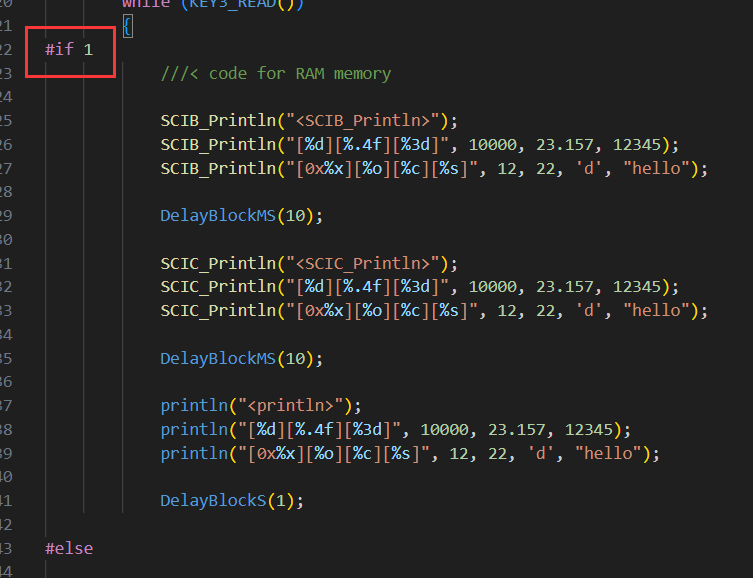 20 while (KEY3_READ())
21 {
22 #if 1
23 ///< code for RAM memory
24
25 SCIB_Println("<SCIB_Println>");
26 SCIB_Println("[%d][%.4f][%3d]", 10000, 23.157, 12345);
27 SCIB_Println("[0x%x][%o][%c][%s]", 12, 22, 'd', "hello");
28
29 DelayBlockMS(10);
30
31 SCIC_Println("<SCIC_Println>");
32 SCIC_Println("[%d][%.4f][%3d]", 10000, 23.157, 12345);
33 SCIC_Println("[0x%x][%o][%c][%s]", 12, 22, 'd', "hello");
34
35 DelayBlockMS(10);
36
37 println("<println>");
38 println("[%d][%.4f][%3d]", 10000, 23.157, 12345);
39 println("[0x%x][%o][%c][%s]", 12, 22, 'd', "hello");
40
41 DelayBlockS(1);
42
43 #else
44